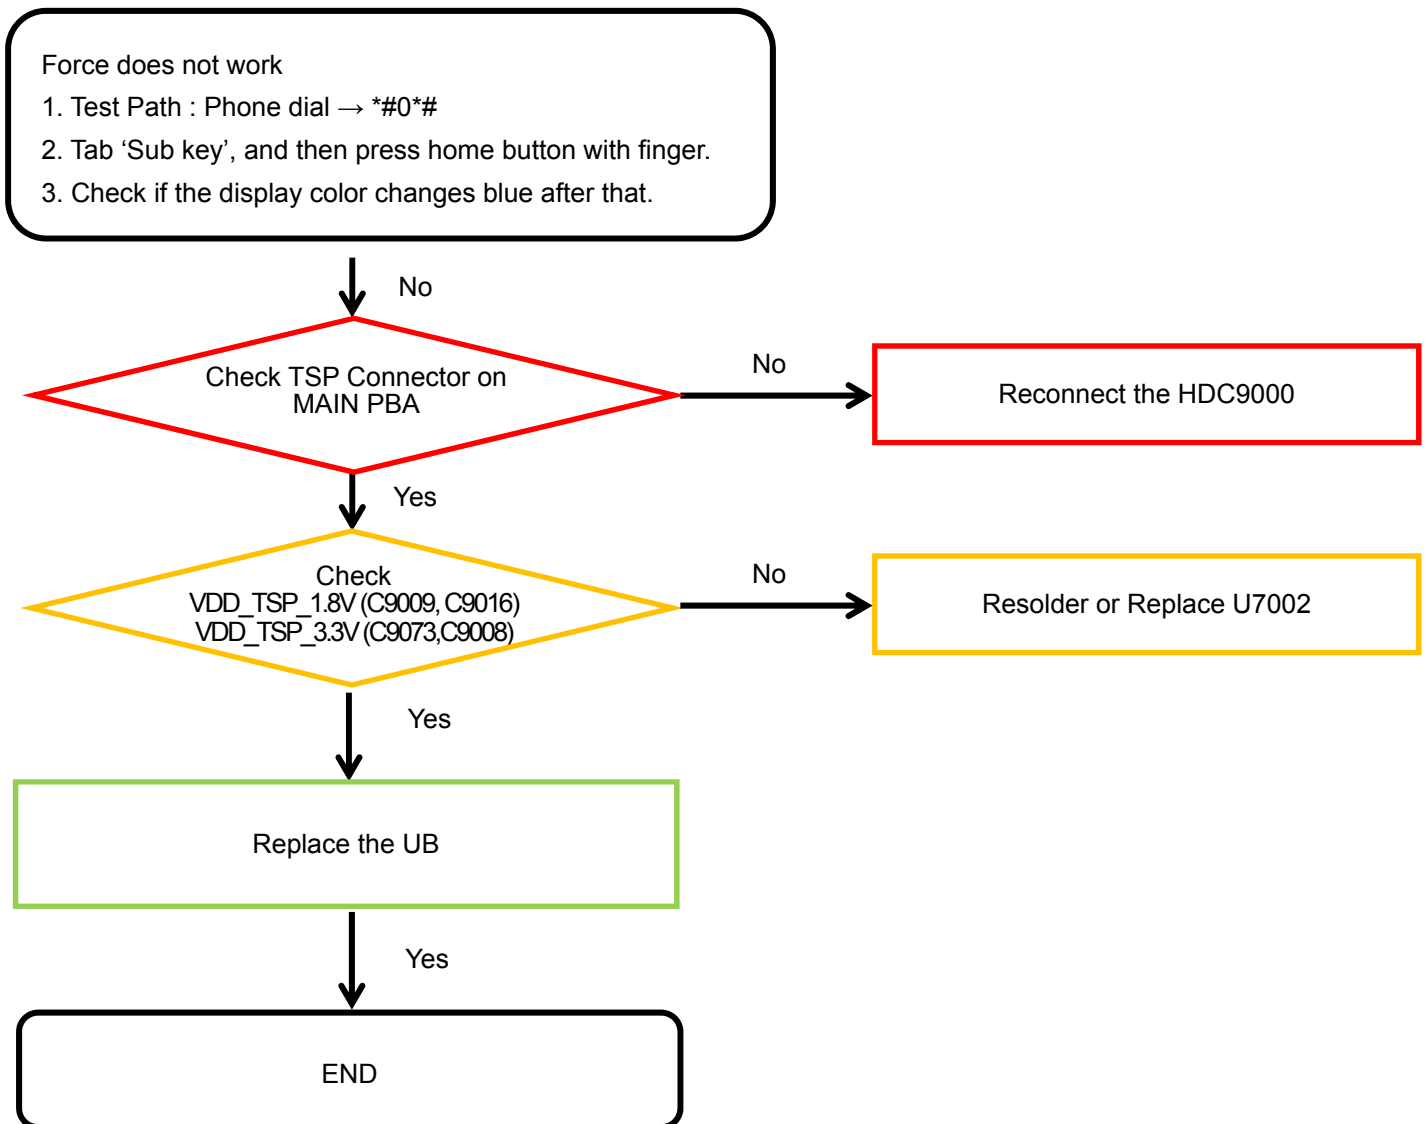 Force does not work
1. Test Path : Phone dial → *#0*#
2. Tab ‘Sub key’, and then press home button with finger.
3. Check if the display color changes blue after that.
No
Check TSP Connector on
MAIN PBA
No
Reconnect the HDC9000
Yes
Check
VDD_TSP_1.8V (C9009, C9016)
VDD_TSP_3.3V (C9073,C9008)
No
Resolder or Replace U7002
Yes
Replace the UB
Yes
END